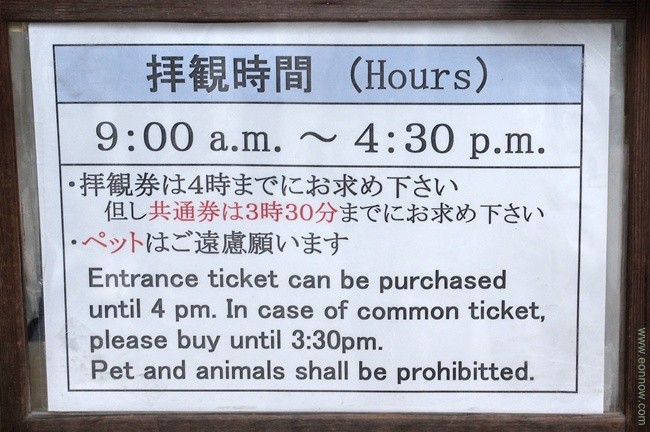 拝観時間 （Hours）
9：00 a.m. ～ 4：30 p.m.
・拝観券は4時までにお求め下さい
但し共通券は3時30分までにお求め下さい
・ペットはご遠慮願います
Entrance ticket can be purchased
until 4 pm. In case of common ticket,
please buy until 3:30pm.
Pet and animals shall be prohibitted.
www.eonnow.com